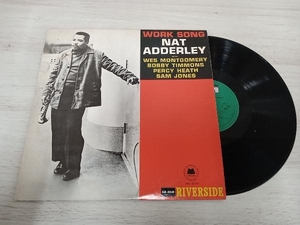 WORK SONG
NAT
ADDERLEY
WES MONTGOMERY
BOBBY TIMMONS
PERCY HEATH
SAM JONES
RIVERSIDE